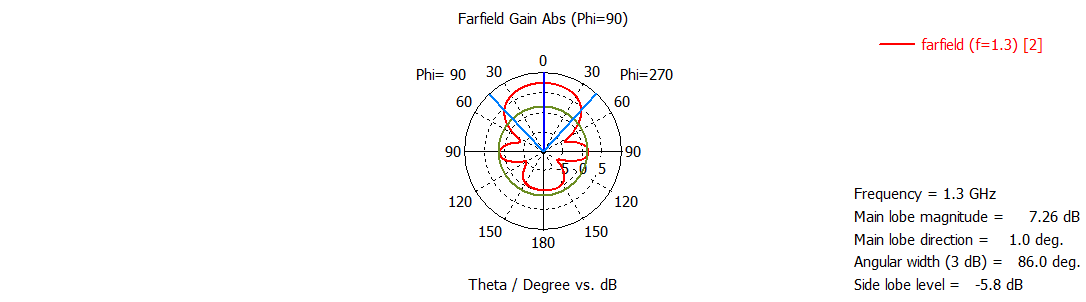 Farfield Gain Abs (Phi=90)
farfield (f=1.3) [2]
0
Phi= 90
30
30
Phi=270
60
60
90
-5
0
5
90
120
120
150
150
180
Theta / Degree vs. dB
Frequency = 1.3 GHz
Main lobe magnitude = 7.26 dB
Main lobe direction = 1.0 deg.
Angular width (3 dB) = 86.0 deg.
Side lobe level = -5.8 dB